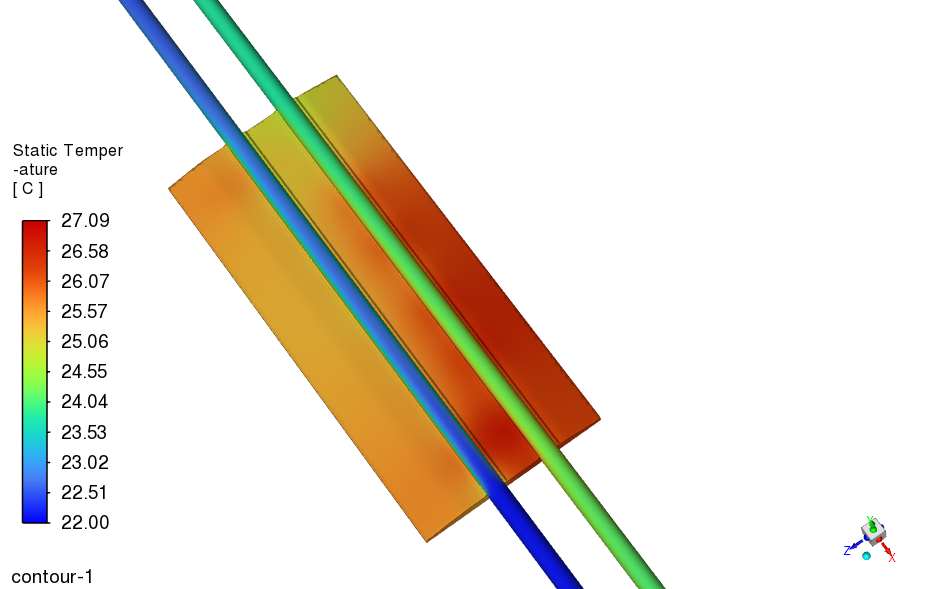 Static Temper
-ature
[ C ]
27.09
26.58
26.07
25.57
25.06
24.55
24.04
23.53
23.02
22.51
22.00
contour-1
Y
Z
X